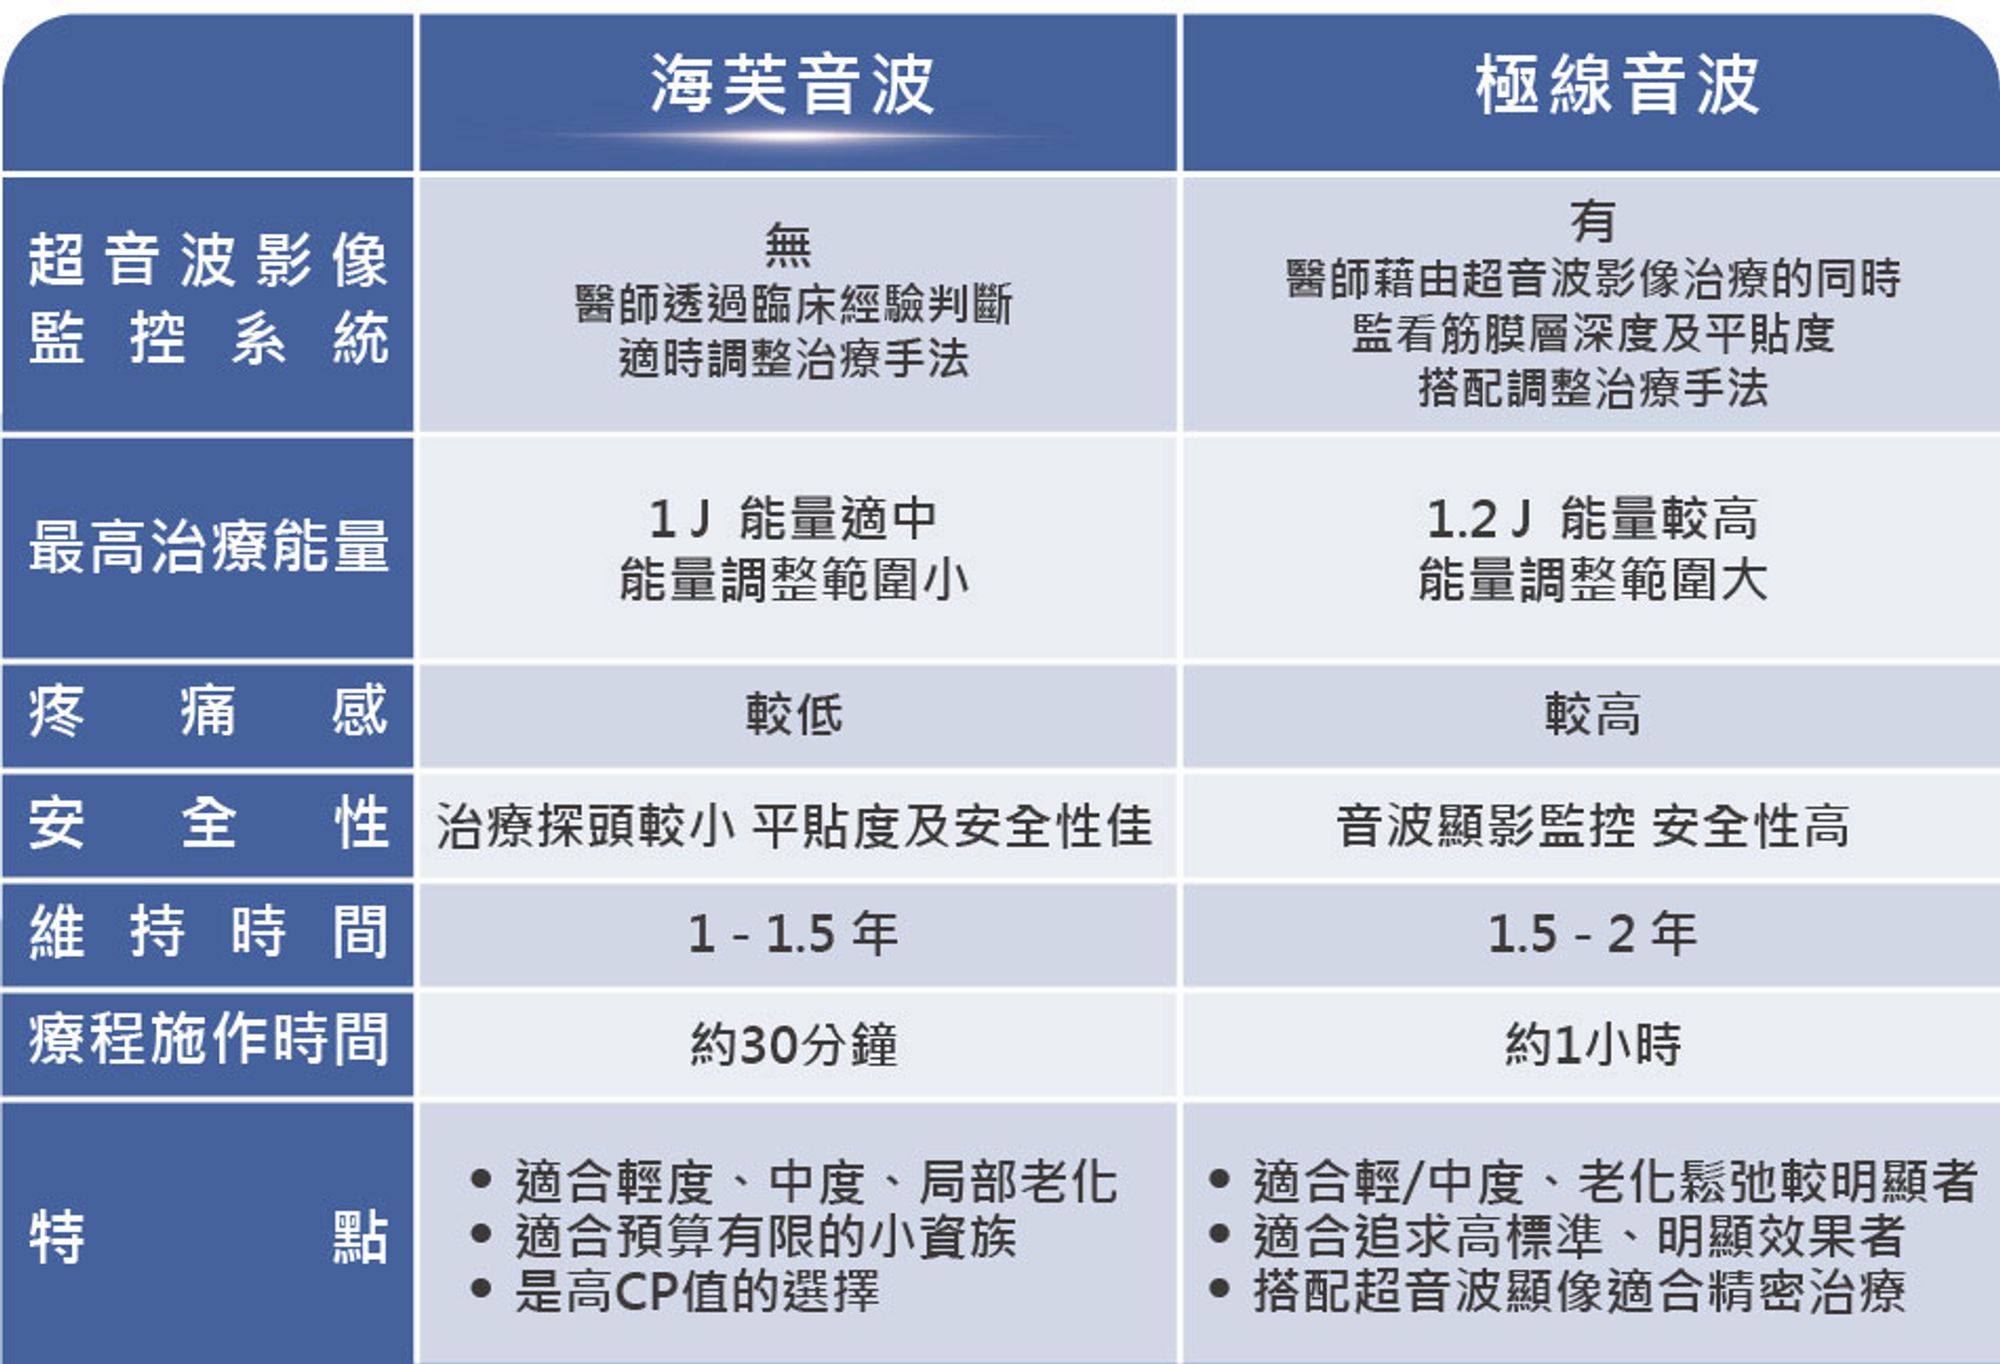 海芙音波
極線音波
超音波影像
監控系統
無
醫師透過臨床經驗判斷
適時調整治療手法
有
醫師藉由超音波影像治療的同時
監看筋膜層深度及平貼度
搭配調整治療手法
最高治療能量
1 J 能量適中
能量調整範圍小
1.2 J 能量較高
能量調整範圍大
疼痛感
較低
較高
安全性
治療探頭較小 平貼度及安全性佳
音波顯影監控 安全性高
維持時間
1 - 1.5 年
1.5 - 2 年
療程施作時間
約30分鐘
約1小時
特點
• 適合輕度、中度、局部老化
• 適合預算有限的小資族
• 是高CP值的選擇
• 適合輕/中度、老化鬆弛較明顯者
• 適合追求高標準、明顯效果者
• 搭配超音波顯像適合精密治療